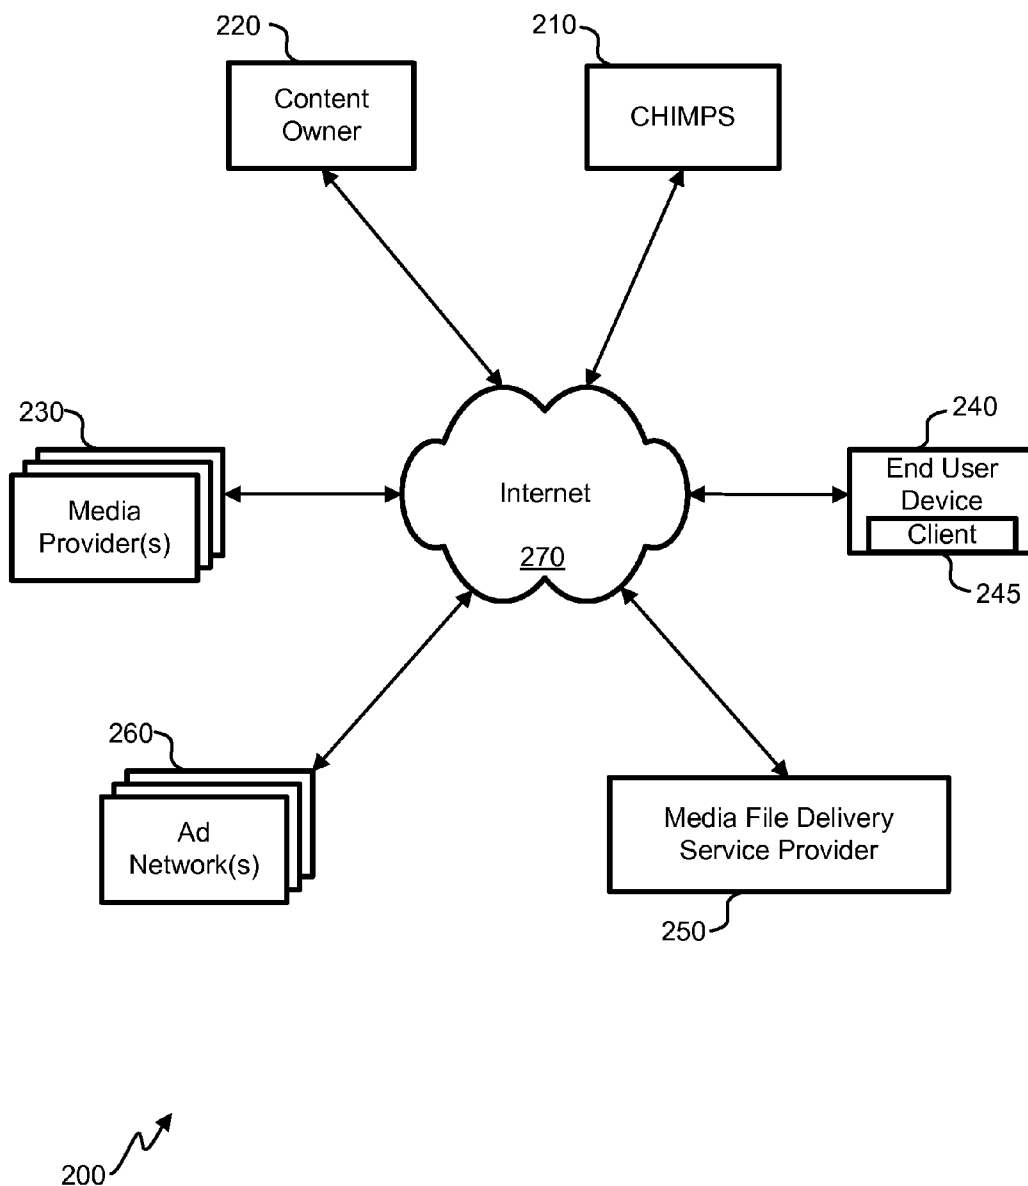 220
210
Content
Owner
CHIMPS
230
240
Media
Provider(s)
Internet
270
End User
Device
Client
245
260
Ad
Network(s)
Media File Delivery
Service Provider
250
200